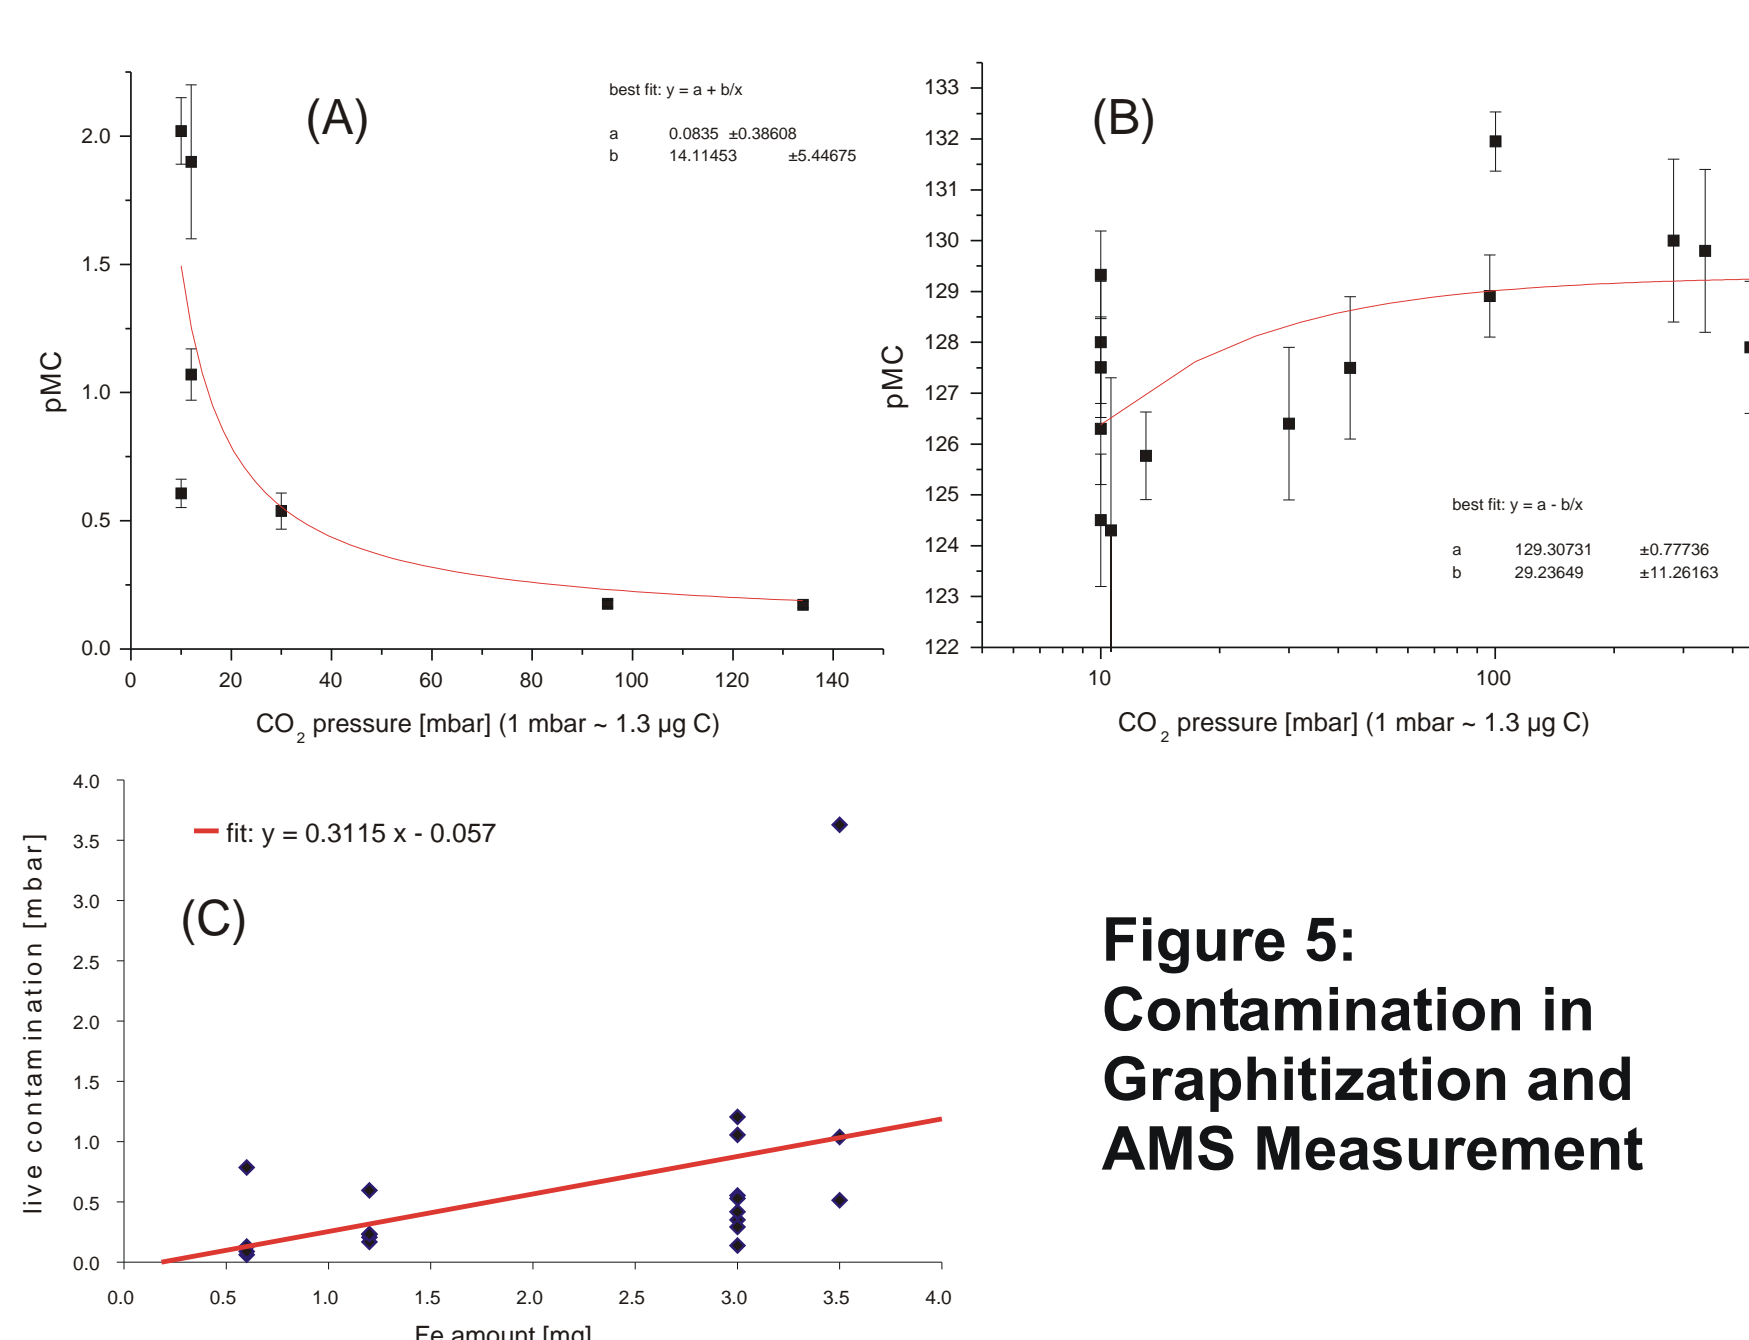 (A)
best fit: y = a + b/x
a 0.0835 ±0.38608
b 14.11453 ±5.44675
pMC
2.0
1.5
1.0
0.5
0.0
0 20 40 60 80 100 120 140
CO2 pressure [mbar] (1 mbar ~ 1.3 µg C)
(B)
pMC
133
132
131
130
129
128
127
126
125
124
123
122
best fit: y = a - b/x
a 129.30731 ±0.77736
b 29.23649 ±11.26163
10 100
CO2 pressure [mbar] (1 mbar ~ 1.3 µg C)
(C)
fit: y = 0.3115 x - 0.057
live contamination [mbar]
4.0
3.5
3.0
2.5
2.0
1.5
1.0
0.5
0.0
0.0 0.5 1.0 1.5 2.0 2.5 3.0 3.5 4.0
Fe amount [mg]
Figure 5:
Contamination in
Graphitization and
AMS Measurement